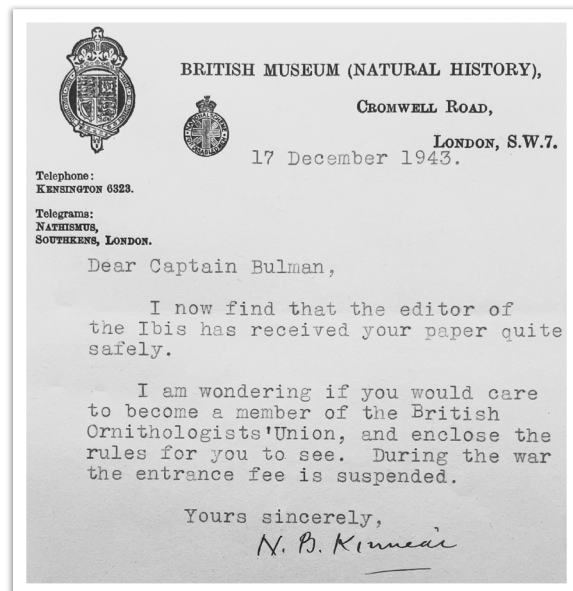 BRITISH MUSEUM (NATURAL HISTORY),
CROMWELL ROAD,
LONDON, S.W.7.
17 December 1943.
Telephone:
KENSINGTON 6323.
Telegrams:
NATHISMUS,
SOUTHKENS, LONDON.
Dear Captain Bulman,
I now find that the editor of
the Ibis has received your paper quite
safely.
I am wondering if you would care
to become a member of the British
Ornithologists'Union, and enclose the
rules for you to see. During the war
the entrance fee is suspended.
Yours sincerely,
N. B. Kinnear